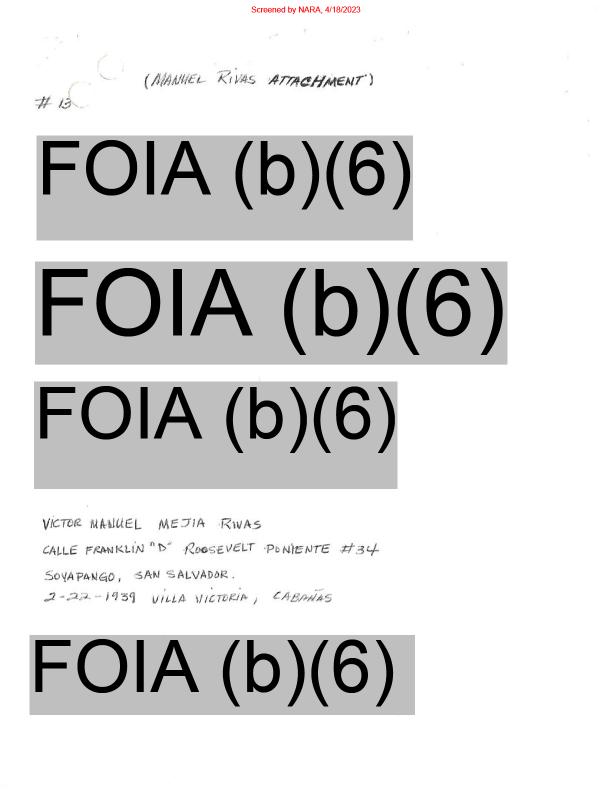 Screened by NARA, 4/18/2023
(MANUEL RIVAS ATTACHMENT)
# 13
FOIA (b)(6)
FOIA (b)(6)
FOIA (b)(6)
VICTOR MANUEL MEJIA RIVAS
CALLE FRANKLIN "D" ROOSEVELT PONIENTE #34
SOYAPANGO, SAN SALVADOR.
2-22-1939 VILLA VICTORIA, CABAÑAS
FOIA (b)(6)